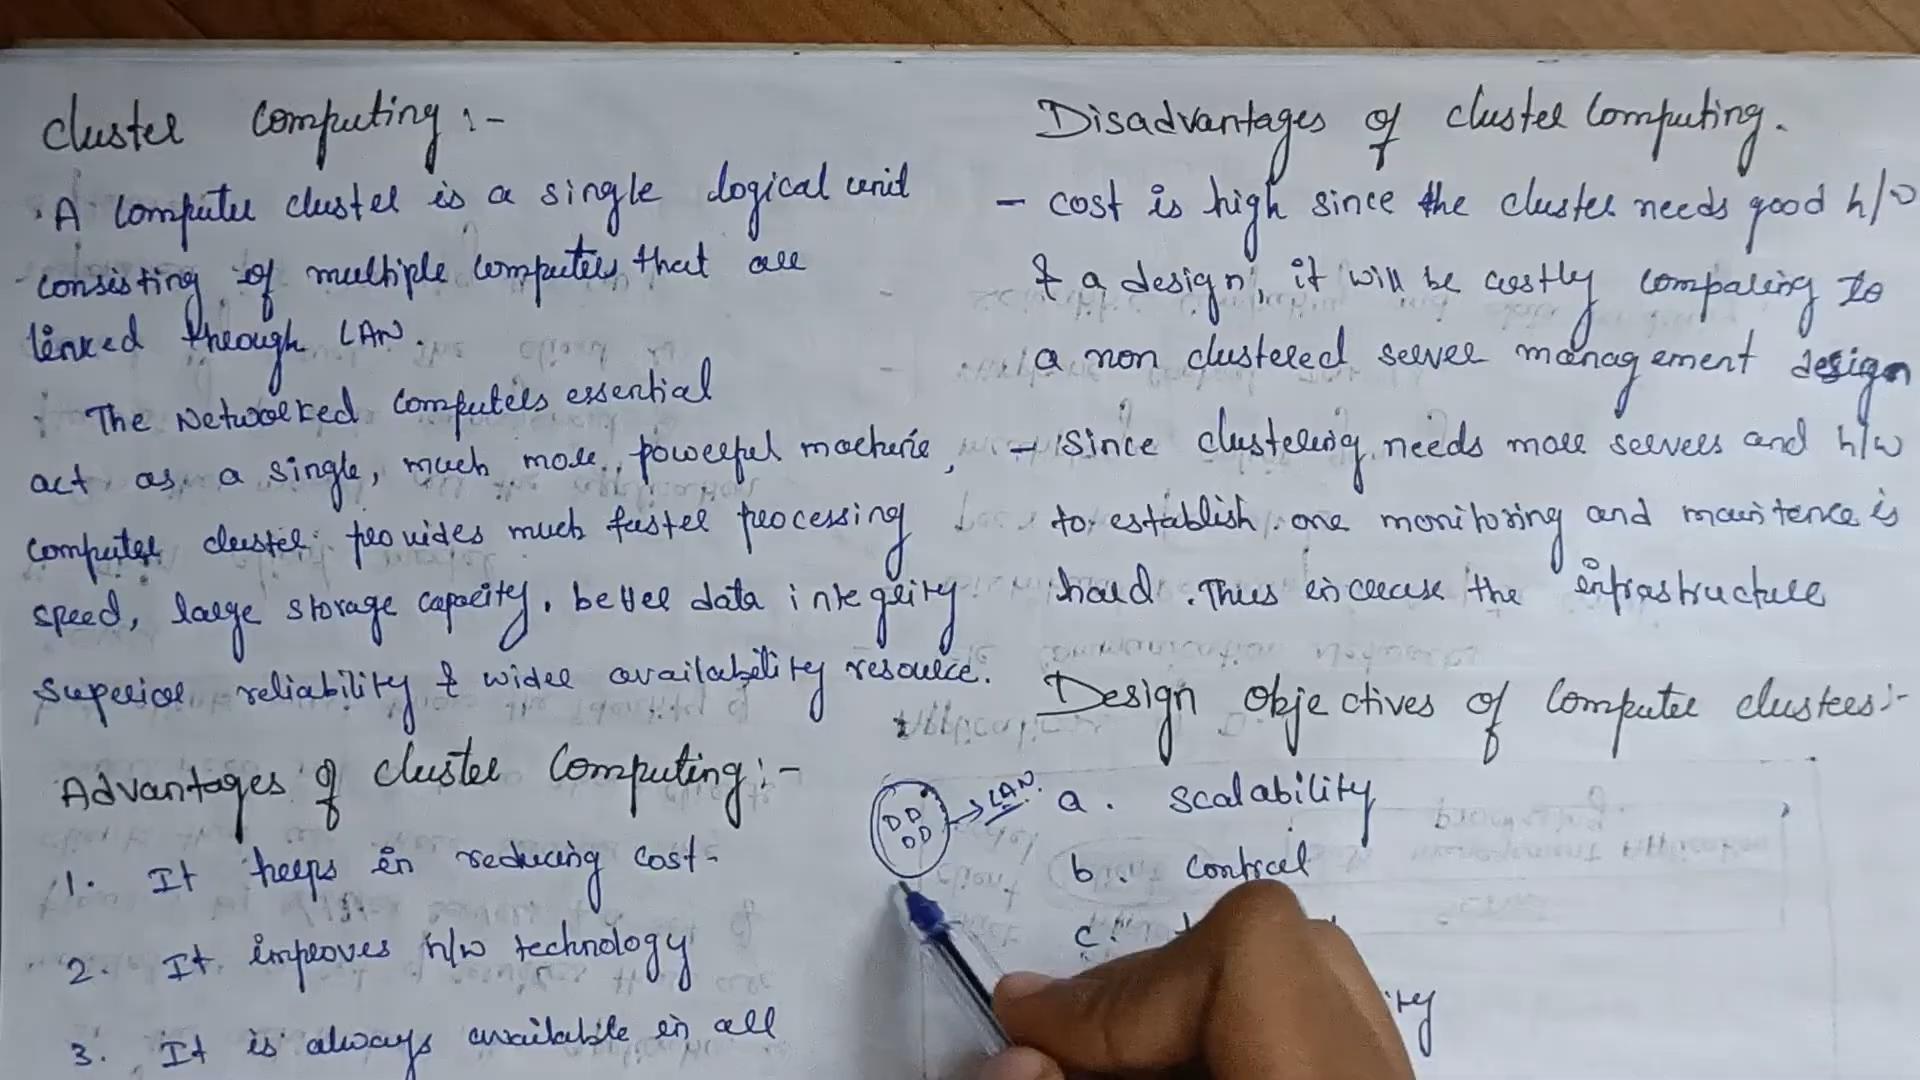 Cluster Computing :-
. A Computer cluster is a single logical unit
consisting of multiple computers that are
linked through LAN.
The Networked Computers essential
act as a single, much more powerful machine,
computer cluster provides much faster processing
speed, large storage capacity, better data integrity
superior reliability & wider availability resource.
Advantages of Cluster Computing :-
1. It helps in reducing cost.
2. It improves h/w technology
3. It is always available in all
Disadvantages of Cluster Computing.
- cost is high since the cluster needs good h/w
& a design, it will be costly comparing to
a non clustered server management design
- Since clustering needs more servers and h/w
to establish one monitoring and maintence is
hard. Thus increase the infrastructure
Design Objectives of Computer clusters :-
D D D D → LAN.
a. Scalability
b. Control
c.
ity